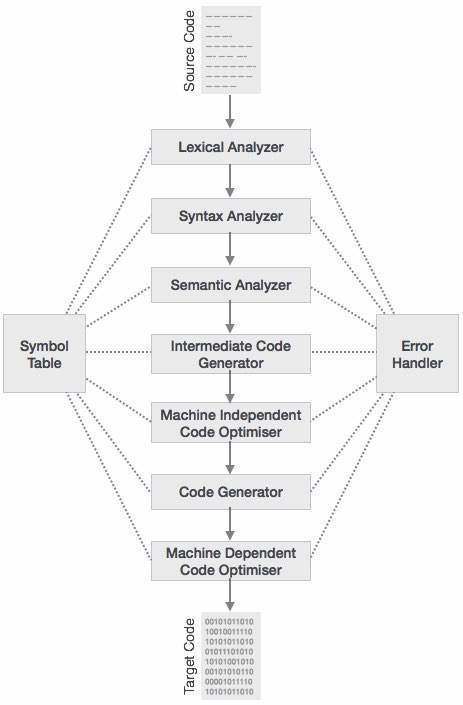 Source Code
Lexical Analyzer
Syntax Analyzer
Semantic Analyzer
Symbol
Table
Intermediate Code
Generator
Error
Handler
Machine Independent
Code Optimiser
Code Generator
Machine Dependent
Code Optimiser
Target Code
00101011010
10010011110
10101011010
01011101010
10101001010
00101010110
00001011110
10101011010